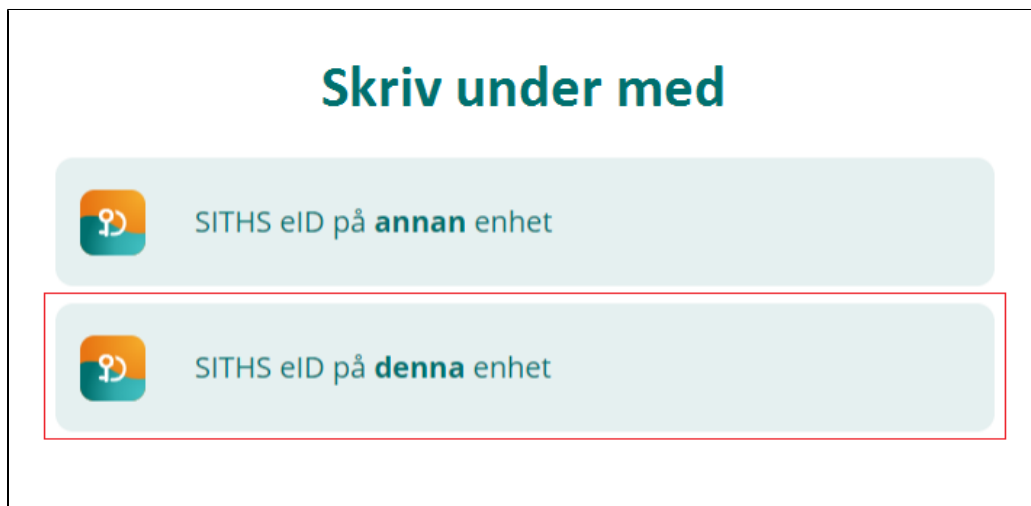 Skriv under med
SITHS eID på annan enhet
SITHS eID på denna enhet